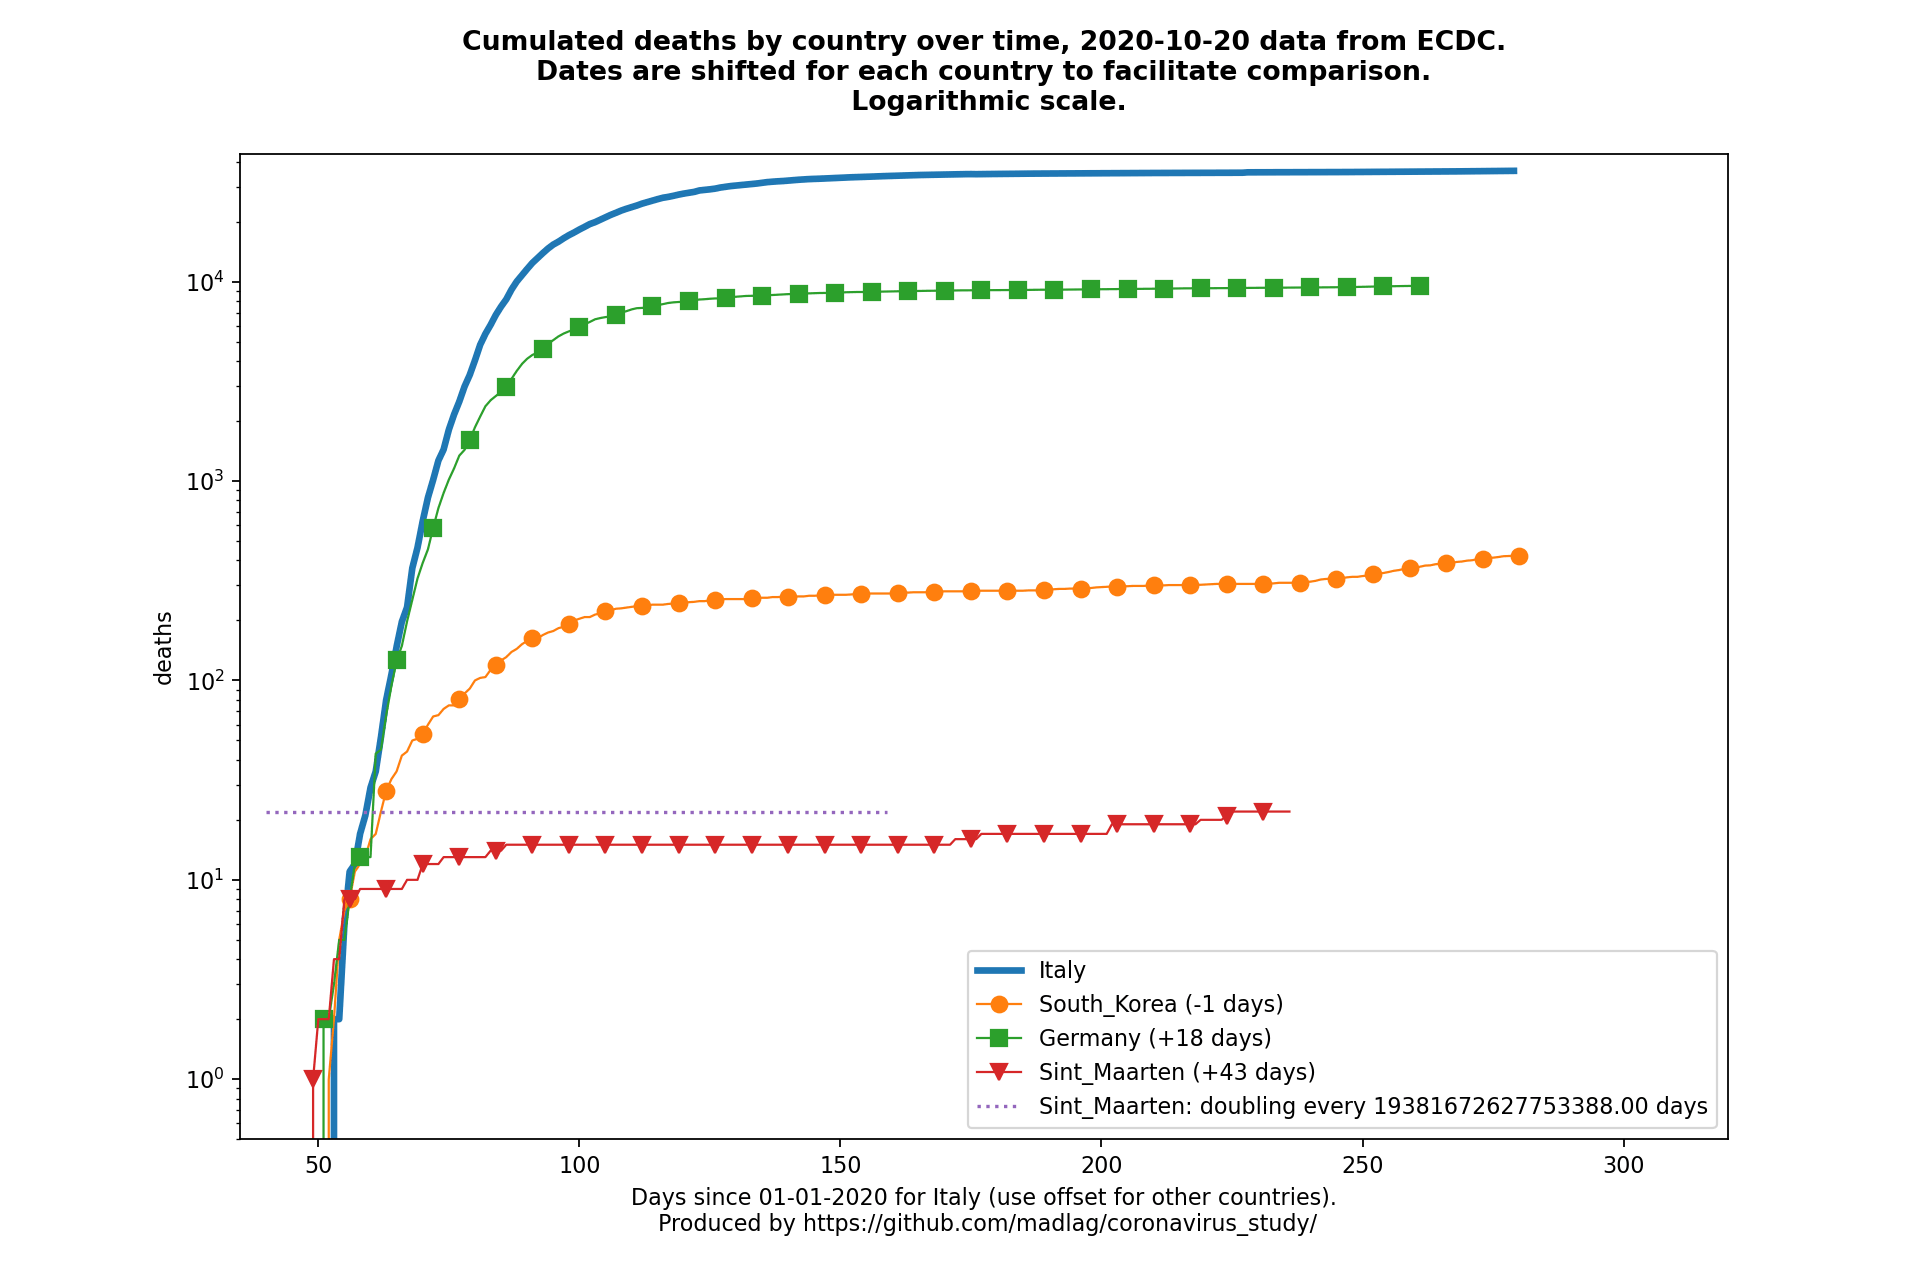 Cumulated deaths by country over time, 2020-10-20 data from ECDC.
Dates are shifted for each country to facilitate comparison.
Logarithmic scale.
10^4
10^3
10^2
10^1
10^0
deaths
Italy
South_Korea (-1 days)
Germany (+18 days)
Sint_Maarten (+43 days)
Sint_Maarten: doubling every 19381672627753388.00 days
50 100 150 200 250 300
Days since 01-01-2020 for Italy (use offset for other countries).
Produced by https://github.com/madlag/coronavirus_study/